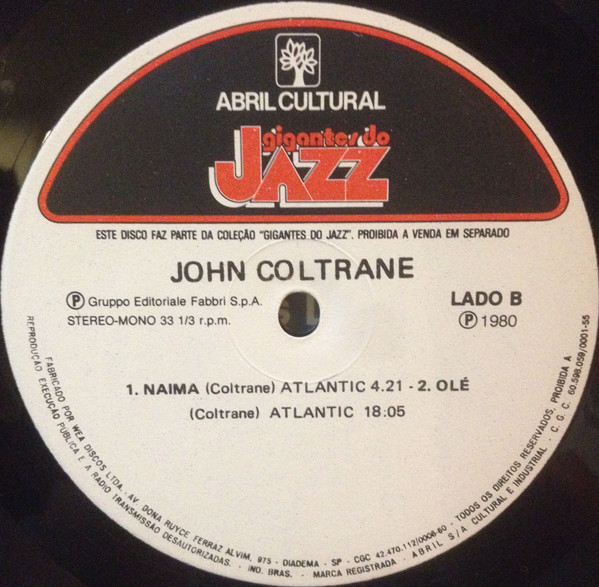 ABRIL CULTURAL
gigantes do
JAZZ
ESTE DISCO FAZ PARTE DA COLEÇÃO "GIGANTES DO JAZZ". PROIBIDA A VENDA EM SEPARADO
JOHN COLTRANE
Ⓟ Gruppo Editoriale Fabbri S.p.A.
STEREO-MONO 33 1/3 r.p.m.
LADO B
Ⓟ 1980
1. NAIMA (Coltrane) ATLANTIC 4.21 - 2. OLÉ
(Coltrane) ATLANTIC 18:05
FABRICADO POR WEA DISCOS LTDA. - AV. DONA RUYCE FERRAZ ALVIM, 975 - DIADEMA - SP - CGC 42.470.112/0006-60 - TODOS OS DIREITOS RESERVADOS, PROIBIDA A
REPRODUÇÃO, EXECUÇÃO PÚBLICA E A RADIO TRANSMISSÃO DESAUTORIZADAS. - IND. BRAS. - MARCA REGISTRADA - ABRIL S/A CULTURAL E INDUSTRIAL - C. G. C. 60.598.059/0001-55